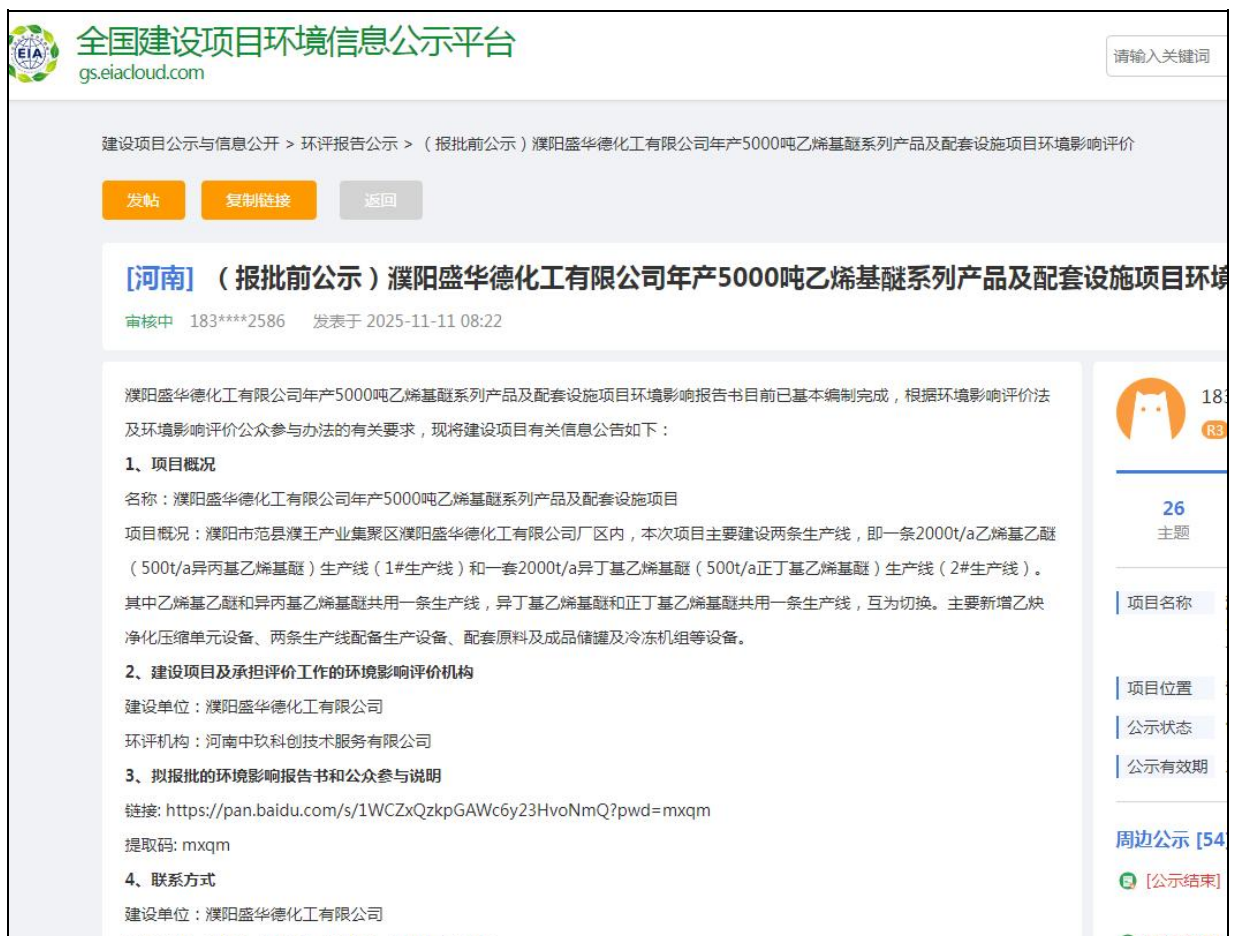 EIA
全国建设项目环境信息公示平台
gs.eiacloud.com
请输入关键词
建设项目公示与信息公开 > 环评报告公示 > （报批前公示）濮阳盛华德化工有限公司年产5000吨乙烯基醚系列产品及配套设施项目环境影响评价
发帖 复制链接 返回
[河南] （报批前公示）濮阳盛华德化工有限公司年产5000吨乙烯基醚系列产品及配套设施项目环境
审核中 183****2586 发表于 2025-11-11 08:22
濮阳盛华德化工有限公司年产5000吨乙烯基醚系列产品及配套设施项目环境影响报告书目前已基本编制完成，根据环境影响评价法
及环境影响评价公众参与办法的有关要求，现将建设项目有关信息公告如下：
1、项目概况
名称：濮阳盛华德化工有限公司年产5000吨乙烯基醚系列产品及配套设施项目
项目概况：濮阳市范县濮王产业集聚区濮阳盛华德化工有限公司厂区内，本次项目主要建设两条生产线，即一条2000t/a乙烯基乙醚
（500t/a异丙基乙烯基醚）生产线（1#生产线）和一套2000t/a异丁基乙烯基醚（500t/a正丁基乙烯基醚）生产线（2#生产线）。
其中乙烯基乙醚和异丙基乙烯基醚共用一条生产线，异丁基乙烯基醚和正丁基乙烯基醚共用一条生产线，互为切换。主要新增乙炔
净化压缩单元设备、两条生产线配备生产设备、配套原料及成品储罐及冷冻机组等设备。
2、建设项目及承担评价工作的环境影响评价机构
建设单位：濮阳盛华德化工有限公司
环评机构：河南中玖科创技术服务有限公司
3、拟报批的环境影响报告书和公众参与说明
链接: https://pan.baidu.com/s/1WCZxQzkpGAWc6y23HvoNmQ?pwd=mxqm
提取码: mxqm
4、联系方式
建设单位：濮阳盛华德化工有限公司
183
R3
26
主题
项目名称
项目位置
公示状态
公示有效期
周边公示 [54
[公示结束]